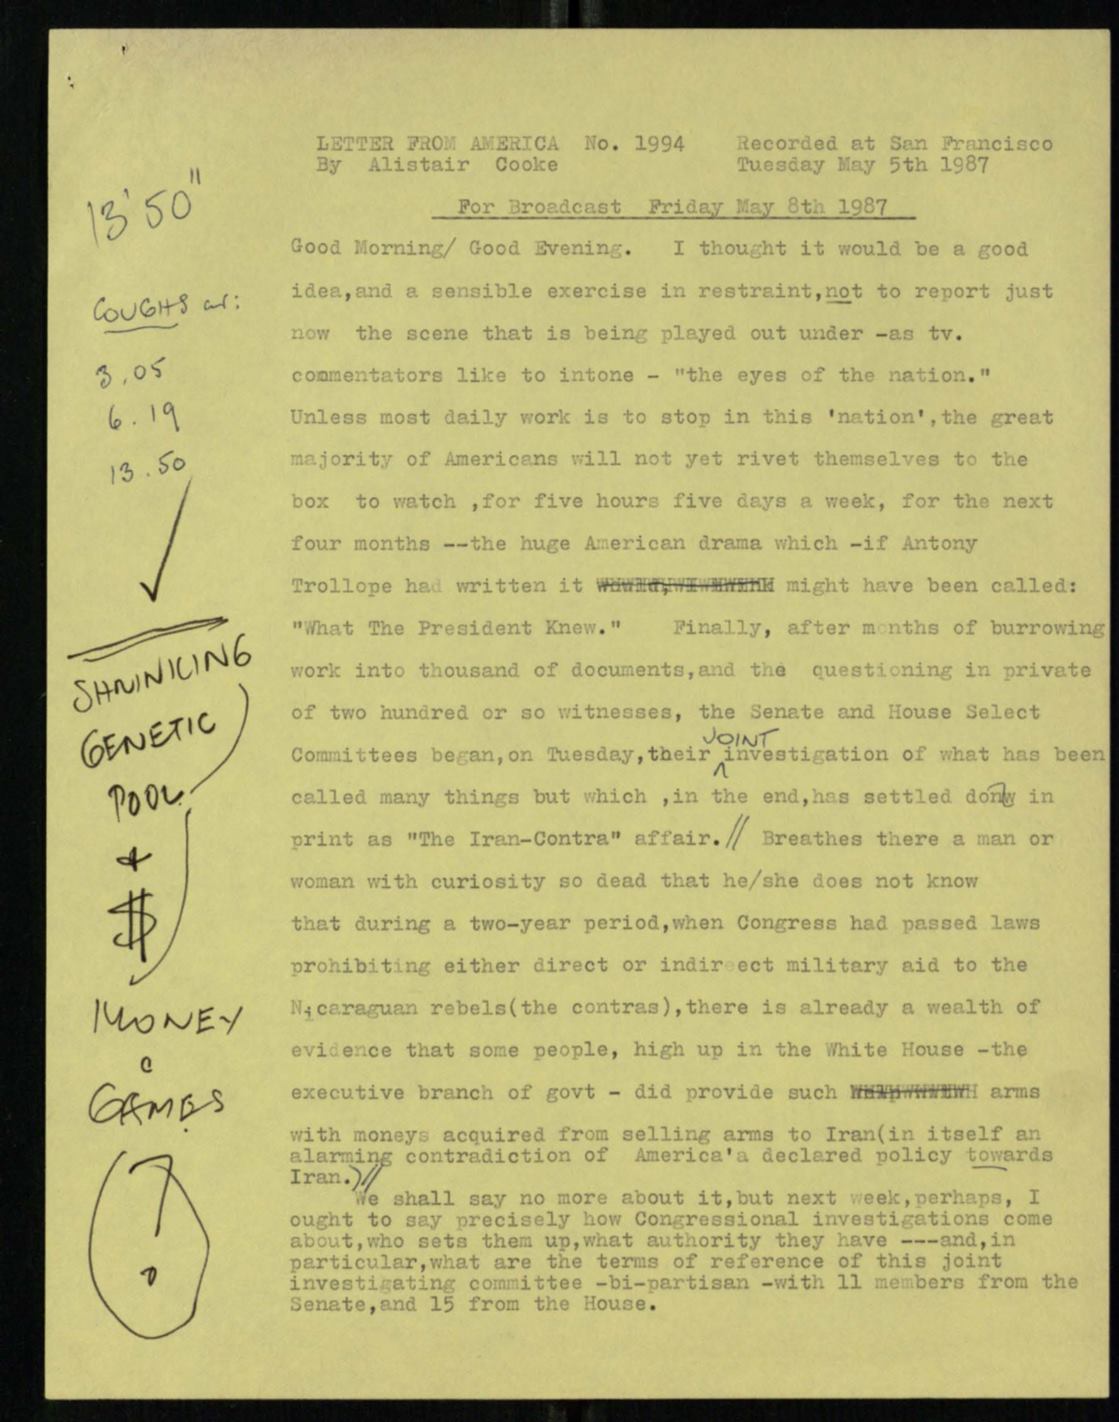 LETTER FROM AMERICA No. 1994 Recorded at San Francisco
By Alistair Cooke Tuesday May 5th 1987
For Broadcast Friday May 8th 1987
13'50"
COUGHS at:
3.05
6.19
13.50
SHRINKING
GENETIC
POOL
&
$
MONEY
GAMES
?
Good Morning/ Good Evening. I thought it would be a good
idea,and a sensible exercise in restraint,not to report just
now the scene that is being played out under -as tv.
commentators like to intone - "the eyes of the nation."
Unless most daily work is to stop in this 'nation',the great
majority of Americans will not yet rivet themselves to the
box to watch ,for five hours five days a week, for the next
four months --the huge American drama which -if Antony
Trollope had written it might have been called:
"What The President Knew." Finally, after months of burrowing
work into thousand of documents,and the questioning in private
of two hundred or so witnesses, the Senate and House Select
Committees began,on Tuesday,their JOINT investigation of what has been
called many things but which ,in the end,has settled down in
print as "The Iran-Contra" affair.// Breathes there a man or
woman with curiosity so dead that he/she does not know
that during a two-year period,when Congress had passed laws
prohibiting either direct or indirect military aid to the
Nicaraguan rebels(the contras),there is already a wealth of
evidence that some people, high up in the White House -the
executive branch of govt - did provide such arms
with moneys acquired from selling arms to Iran(in itself an
alarming contradiction of America'a declared policy towards
Iran.)//
We shall say no more about it,but next week,perhaps, I
ought to say precisely how Congressional investigations come
about,who sets them up,what authority they have ---and,in
particular,what are the terms of reference of this joint
investigating committee -bi-partisan -with 11 members from the
Senate,and 15 from the House.